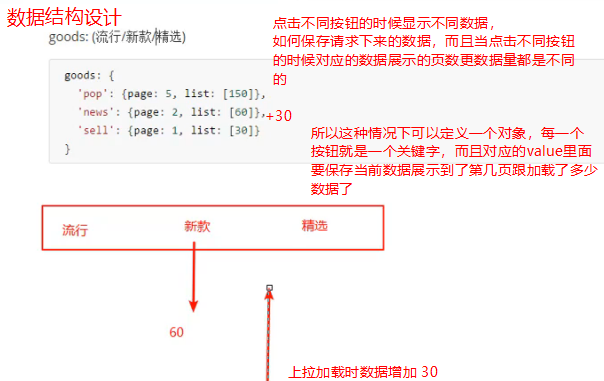 数据结构设计
goods: (流行/新款/精选)
点击不同按钮的时候显示不同数据,
如何保存请求下来的数据，而且当点击不同按钮
的时候对应的数据展示的页数更数据量都是不同
的
goods: {
'pop': {page: 5, list: [150]},
'news': {page: 2, list: [60]},
'sell': {page: 1, list: [30]}
}
+30
所以这种情况下可以定义一个对象，每一个
按钮就是一个关键字，而且对应的value里面
要保存当前数据展示到了第几页跟加载了多少
数据了
流行 新款 精选
60
上拉加载时数据增加 30